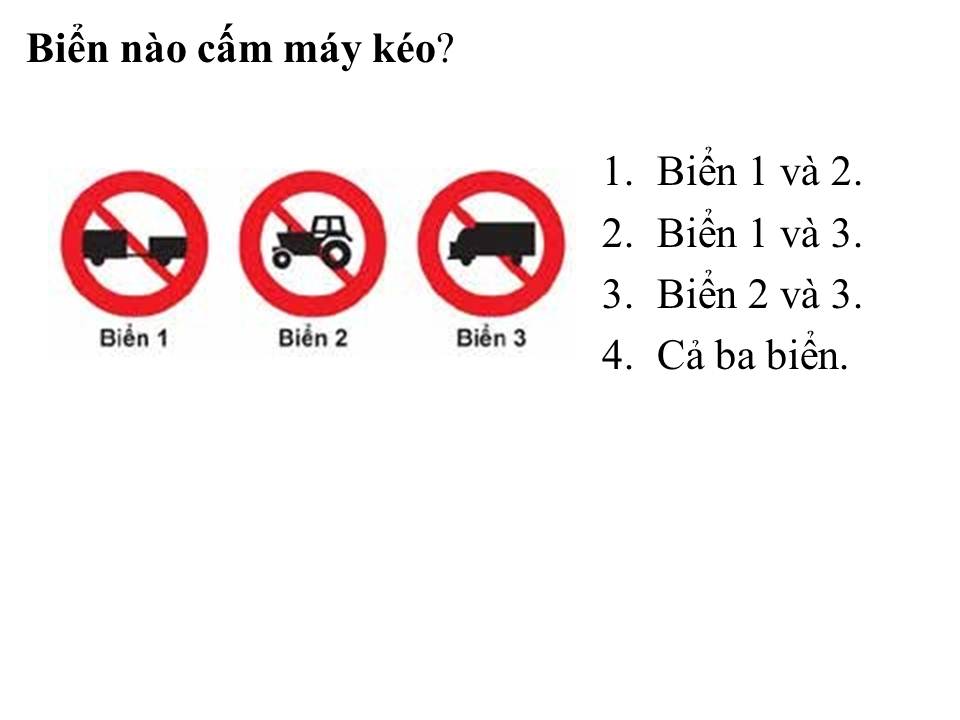 Biển nào cấm máy kéo?
1. Biển 1 và 2.
2. Biển 1 và 3.
3. Biển 2 và 3.
4. Cả ba biển.
Biển 1
Biển 2
Biển 3